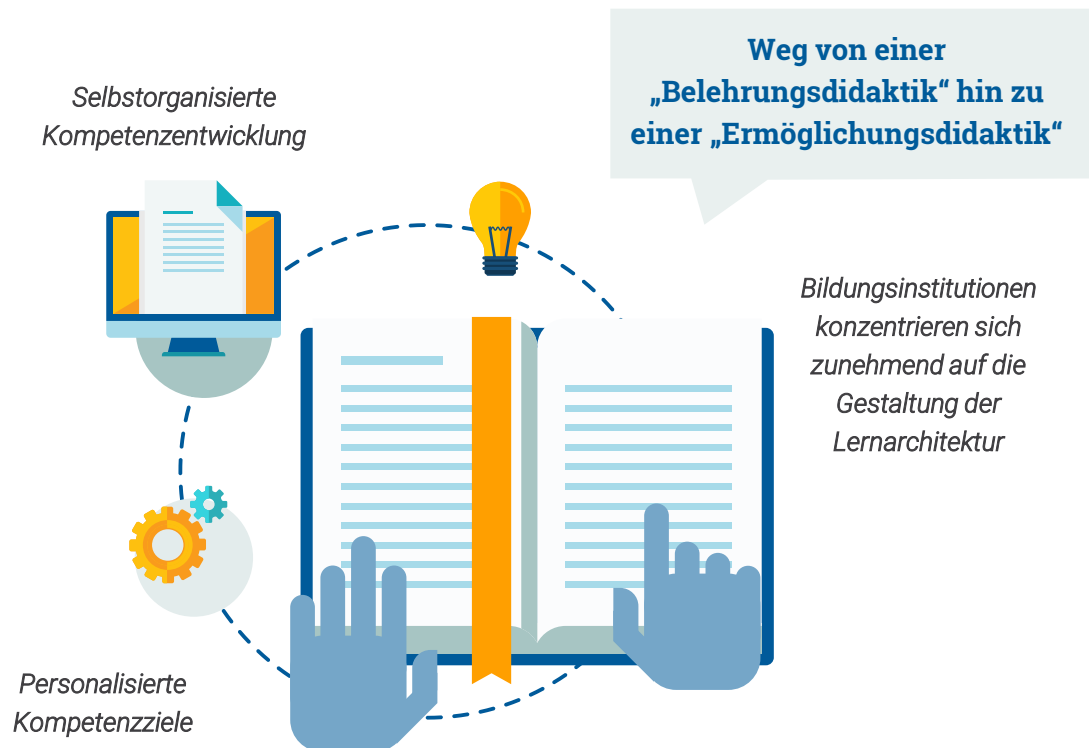 Weg von einer
„Belehrungsdidaktik“ hin zu
einer „Ermöglichungsdidaktik“
Selbstorganisierte
Kompetenzentwicklung
Bildungsinstitutionen
konzentrieren sich
zunehmend auf die
Gestaltung der
Lernarchitektur
Personalisierte
Kompetenzziele